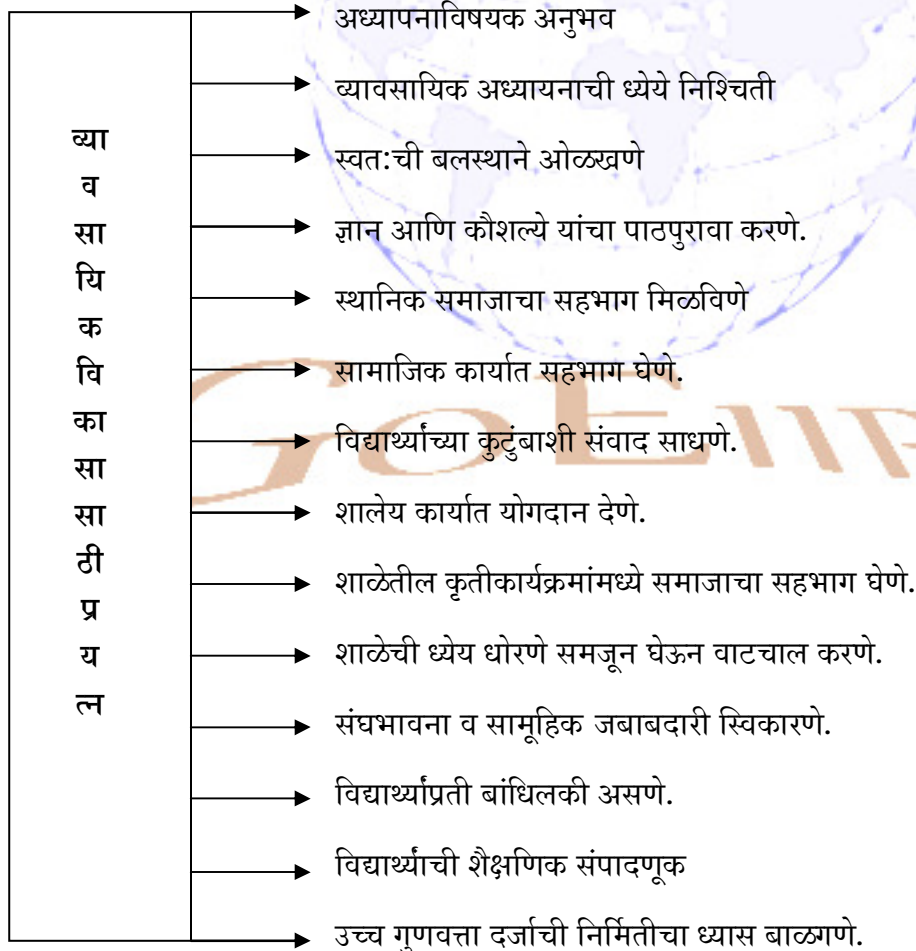 व्या
व
सा
यि
क
वि
का
सा
सा
ठी
प्र
य
त्न
अध्यापनाविषयक अनुभव
व्यावसायिक अध्यायनाची ध्येये निश्चिती
स्वत:ची बलस्थाने ओळखणे
ज्ञान आणि कौशल्ये यांचा पाठपुरावा करणे.
स्थानिक समाजाचा सहभाग मिळविणे
सामाजिक कार्यात सहभाग घेणे.
विद्यार्थ्यांच्या कुटुंबाशी संवाद साधणे.
शालेय कार्यात योगदान देणे.
शाळेतील कृतीकार्यक्रमांमध्ये समाजाचा सहभाग घेणे.
शाळेची ध्येय धोरणे समजून घेऊन वाटचाल करणे.
संघभावना व सामूहिक जबाबदारी स्विकारणे.
विद्यार्थ्यांप्रती बांधिलकी असणे.
विद्यार्थ्यांची शैक्षणिक संपादणूक
उच्च गुणवत्ता दर्जाची निर्मितीचा ध्यास बाळगणे.